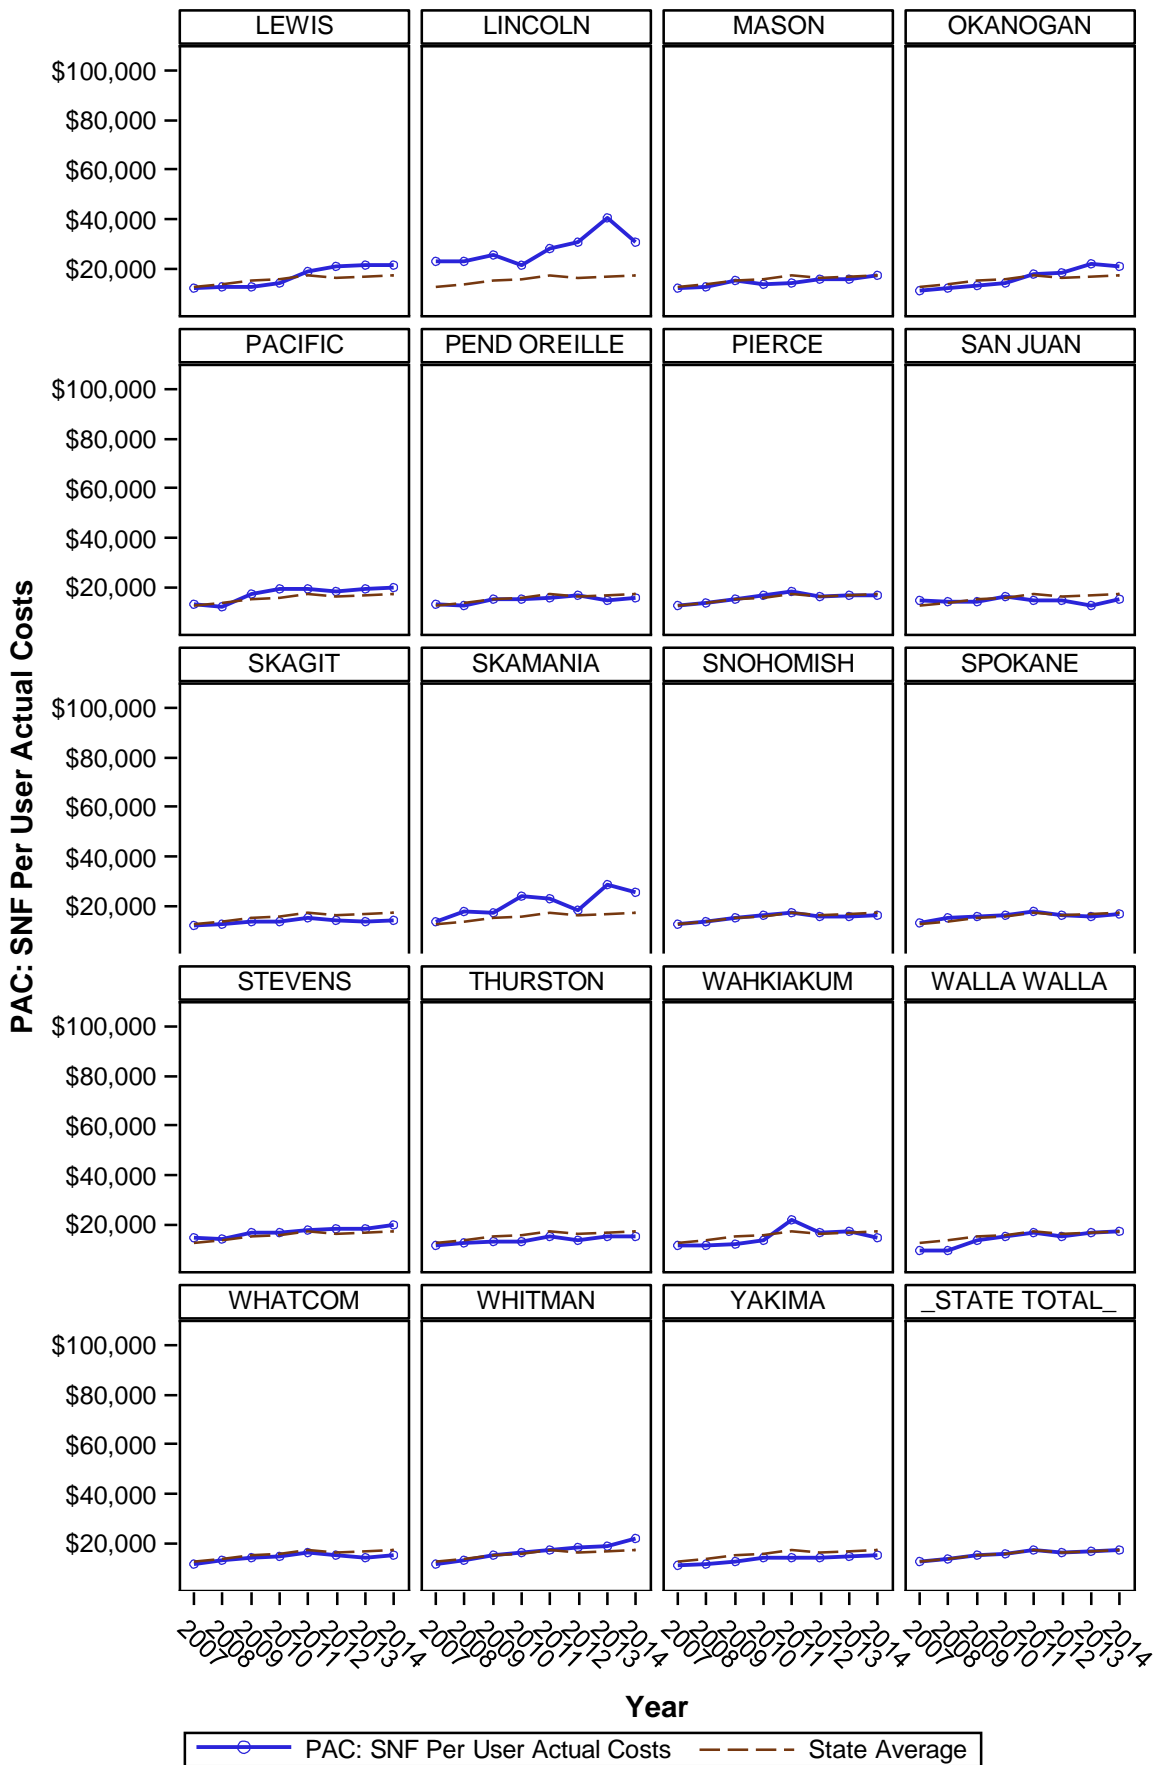 LEWIS LINCOLN MASON OKANOGAN
$100,000
$80,000
$60,000
$40,000
$20,000
PACIFIC PEND OREILLE PIERCE SAN JUAN
$100,000
$80,000
$60,000
$40,000
$20,000
SKAGIT SKAMANIA SNOHOMISH SPOKANE
$100,000
$80,000
$60,000
$40,000
$20,000
STEVENS THURSTON WAHKIAKUM WALLA WALLA
$100,000
$80,000
$60,000
$40,000
$20,000
WHATCOM WHITMAN YAKIMA _STATE TOTAL_
$100,000
$80,000
$60,000
$40,000
$20,000
PAC: SNF Per User Actual Costs
2007 2008 2009 2010 2011 2012 2013 2014 2007 2008 2009 2010 2011 2012 2013 2014 2007 2008 2009 2010 2011 2012 2013 2014 2007 2008 2009 2010 2011 2012 2013 2014
Year
PAC: SNF Per User Actual Costs State Average